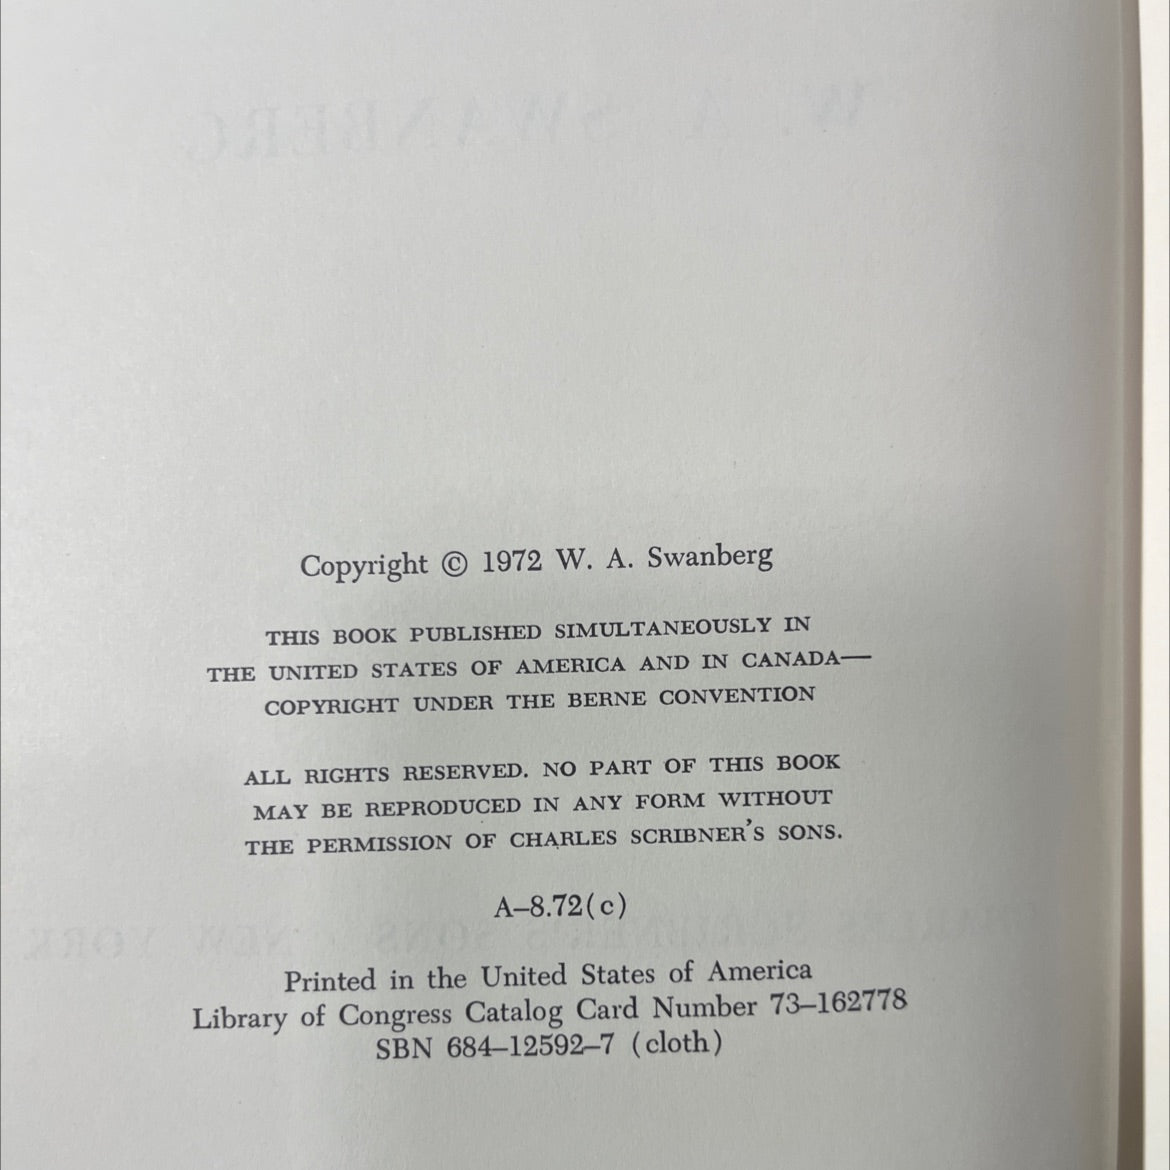 Copyright © 1972 W. A. Swanberg
THIS BOOK PUBLISHED SIMULTANEOUSLY IN
THE UNITED STATES OF AMERICA AND IN CANADA—
COPYRIGHT UNDER THE BERNE CONVENTION
ALL RIGHTS RESERVED. NO PART OF THIS BOOK
MAY BE REPRODUCED IN ANY FORM WITHOUT
THE PERMISSION OF CHARLES SCRIBNER'S SONS.
A–8.72(c)
Printed in the United States of America
Library of Congress Catalog Card Number 73–162778
SBN 684–12592–7 (cloth)